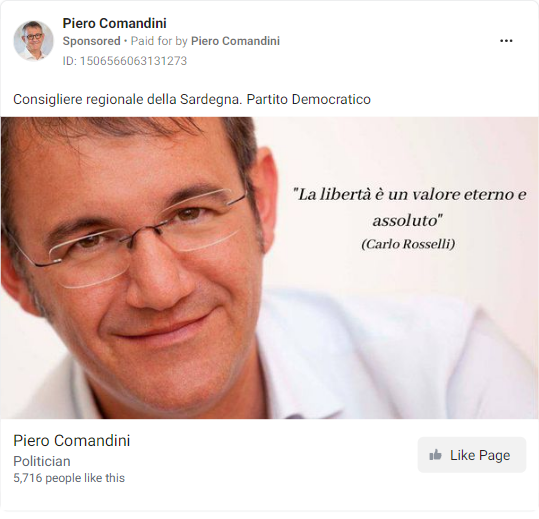 Piero Comandini
Sponsored • Paid for by Piero Comandini
ID: 1506566063131273
Consigliere regionale della Sardegna. Partito Democratico
"La libertà è un valore eterno e
assoluto"
(Carlo Rosselli)
Piero Comandini
Politician
5,716 people like this
Like Page